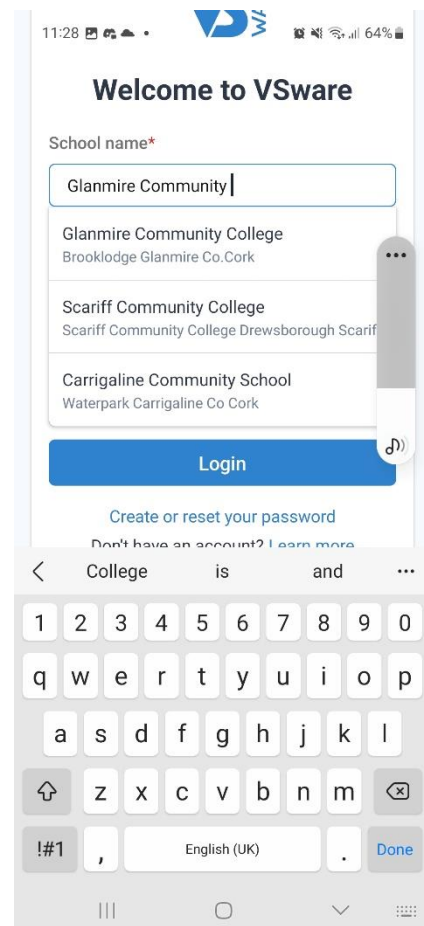 11:28 64%
VS
WA
Welcome to VSware
School name*
Glanmire Community
Glanmire Community College
Brooklodge Glanmire Co.Cork
Scariff Community College
Scariff Community College Drewsborough Scarif
Carrigaline Community School
Waterpark Carrigaline Co Cork
Login
Create or reset your password
Don't have an account? Learn more
College is and
1 2 3 4 5 6 7 8 9 0
q w e r t y u i o p
a s d f g h j k l
z x c v b n m
!#1 , English (UK) . Done